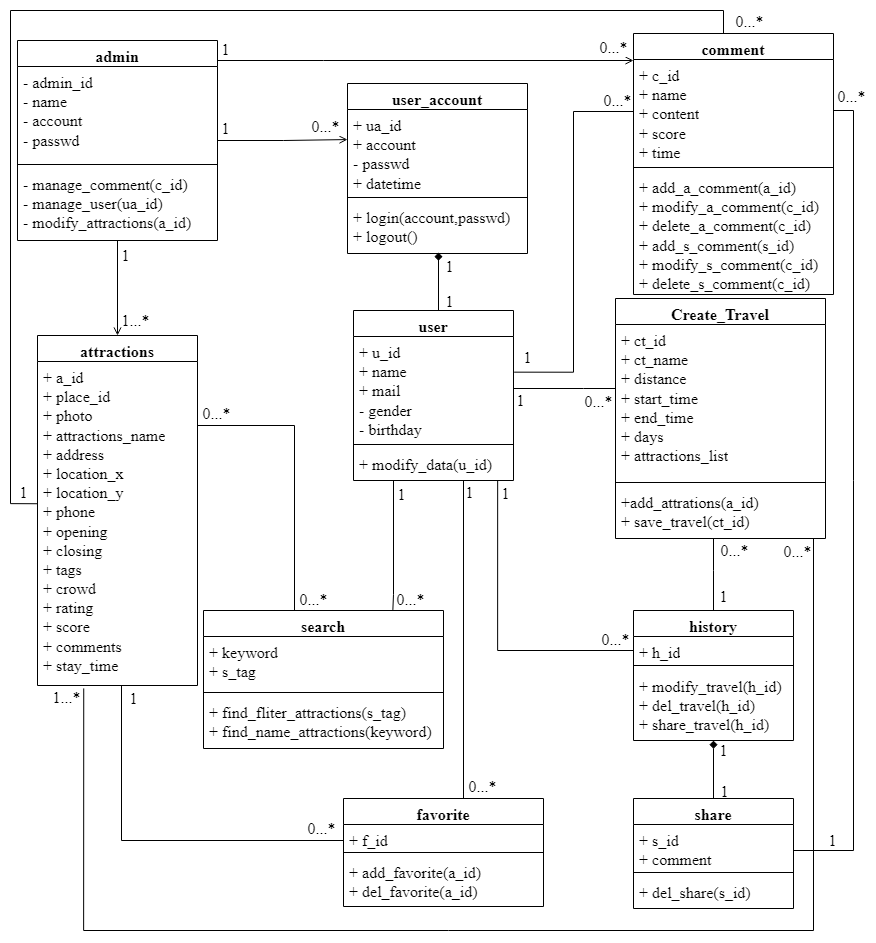 admin
- admin_id
- name
- account
- passwd
- manage_comment(c_id)
- manage_user(ua_id)
- modify_attractions(a_id)
1
0...*
1
0...*
1
1...*
user_account
+ ua_id
+ account
- passwd
+ datetime
+ login(account,passwd)
+ logout()
1
1
comment
+ c_id
+ name
+ content
+ score
+ time
+ add_a_comment(a_id)
+ modify_a_comment(c_id)
+ delete_a_comment(c_id)
+ add_s_comment(s_id)
+ modify_s_comment(c_id)
+ delete_s_comment(c_id)
0...*
0...*
0...*
user
+ u_id
+ name
+ mail
- gender
- birthday
+ modify_data(u_id)
1
1
0...*
1
1
1
Create_Travel
+ ct_id
+ ct_name
+ distance
+ start_time
+ end_time
+ days
+ attractions_list
+add_attrations(a_id)
+ save_travel(ct_id)
0...*
0...*
1
attractions
+ a_id
+ place_id
+ photo
+ attractions_name
+ address
+ location_x
+ location_y
+ phone
+ opening
+ closing
+ tags
+ crowd
+ rating
+ score
+ comments
+ stay_time
0...*
1
1...*
1
0...*
0...*
search
+ keyword
+ s_tag
+ find_fliter_attractions(s_tag)
+ find_name_attractions(keyword)
0...*
history
+ h_id
+ modify_travel(h_id)
+ del_travel(h_id)
+ share_travel(h_id)
1
1
0...*
0...*
favorite
+ f_id
+ add_favorite(a_id)
+ del_favorite(a_id)
share
+ s_id
+ comment
+ del_share(s_id)
1